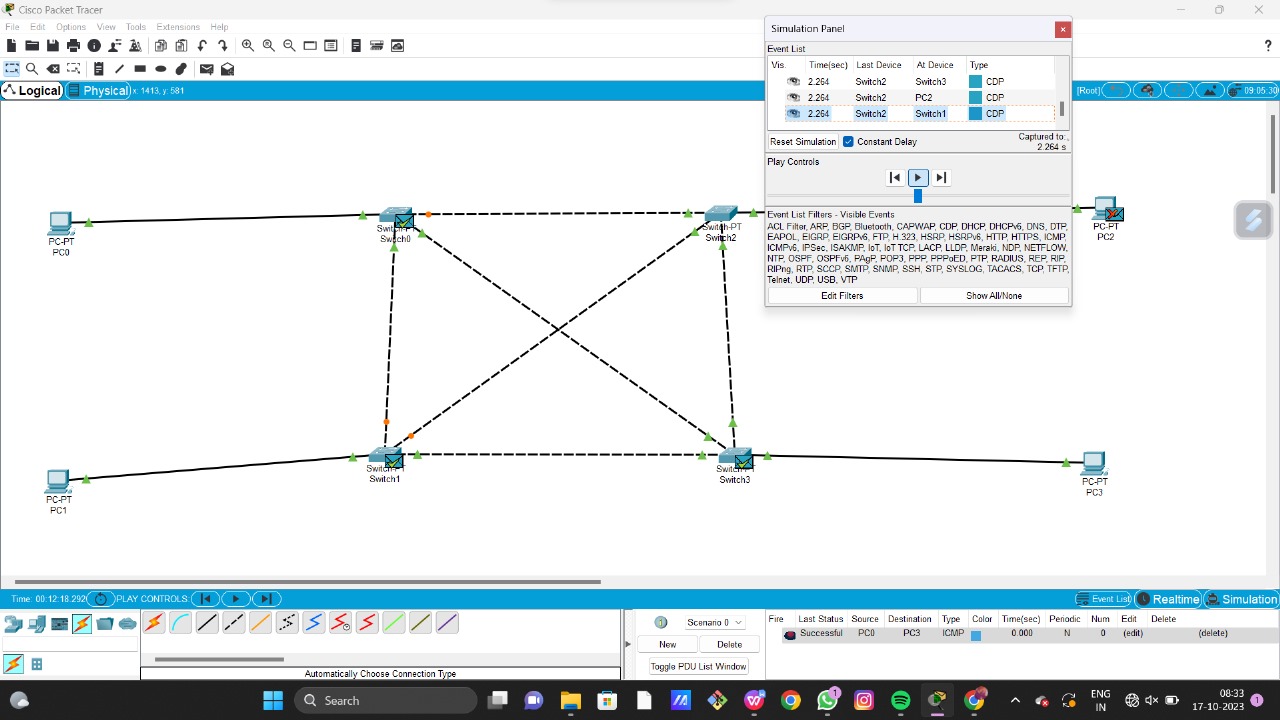 Cisco Packet Tracer
File Edit Options View Tools Extensions Help
Logical Physical x: 1413, y: 581
[Root] 09:05:30
Simulation Panel
Event List
Vis. Time(sec) Last Device At Device Type
2.264 Switch2 Switch3 CDP
2.264 Switch2 PC2 CDP
2.264 Switch2 Switch1 CDP
Reset Simulation Constant Delay Captured to:
2.264 s
Play Controls
Event List Filters - Visible Events
ACL Filter, ARP, BGP, Bluetooth, CAPWAP, CDP, DHCP, DHCPv6, DNS, DTP,
EAPOL, EIGRP, EIGRPv6, FTP, H.323, HSRP, HSRPv6, HTTP, HTTPS, ICMP,
ICMPv6, IPSec, ISAKMP, IoT, IoT TCP, LACP, LLDP, Meraki, NDP, NETFLOW,
NTP, OSPF, OSPFv6, PAgP, POP3, PPP, PPPoED, PTP, RADIUS, REP, RIP,
RIPng, RTP, SCCP, SMTP, SNMP, SSH, STP, SYSLOG, TACACS, TCP, TFTP,
Telnet, UDP, USB, VTP
Edit Filters Show All/None
PC-PT
PC0
Switch-PT
Switch0
Switch-PT
Switch2
PC-PT
PC2
PC-PT
PC1
Switch-PT
Switch1
Switch-PT
Switch3
PC-PT
PC3
Time: 00:12:18.292 PLAY CONTROLS:
Event List Realtime Simulation
Automatically Choose Connection Type
Scenario 0
New Delete
Toggle PDU List Window
Fire Last Status Source Destination Type Color Time(sec) Periodic Num Edit Delete
Successful PC0 PC3 ICMP 0.000 N 0 (edit) (delete)
Search
ENG
IN
08:33
17-10-2023
1
1